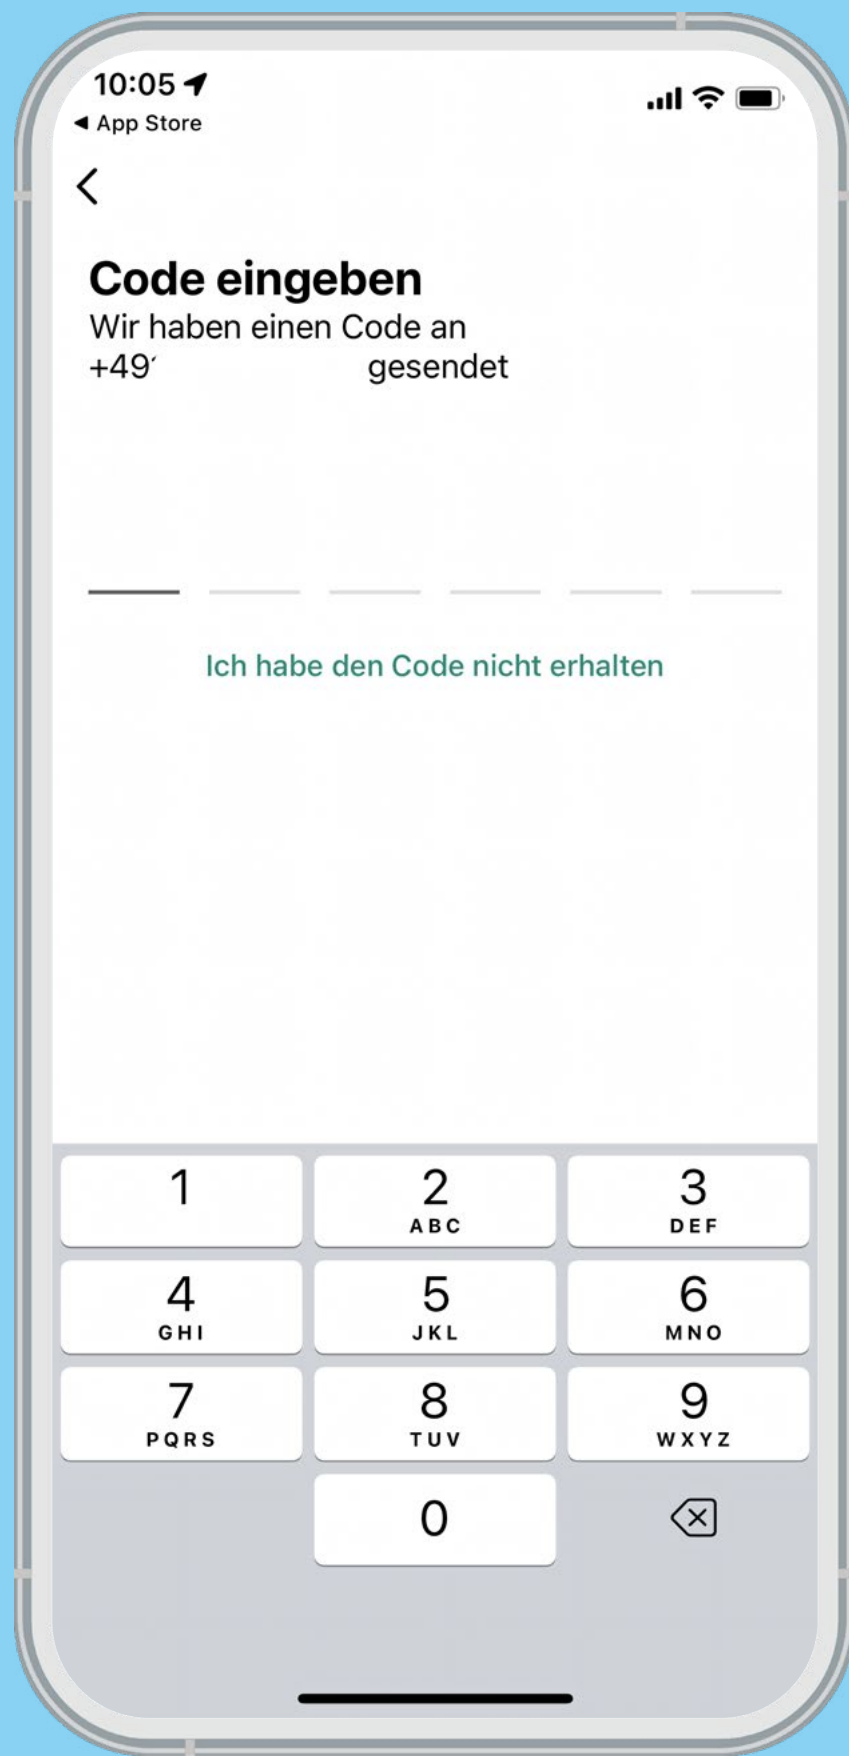 10:05
◀ App Store
Code eingeben
Wir haben einen Code an
+49 gesendet
Ich habe den Code nicht erhalten
1 2 3
ABC DEF
4 5 6
GHI JKL MNO
7 8 9
PQRS TUV WXYZ
0